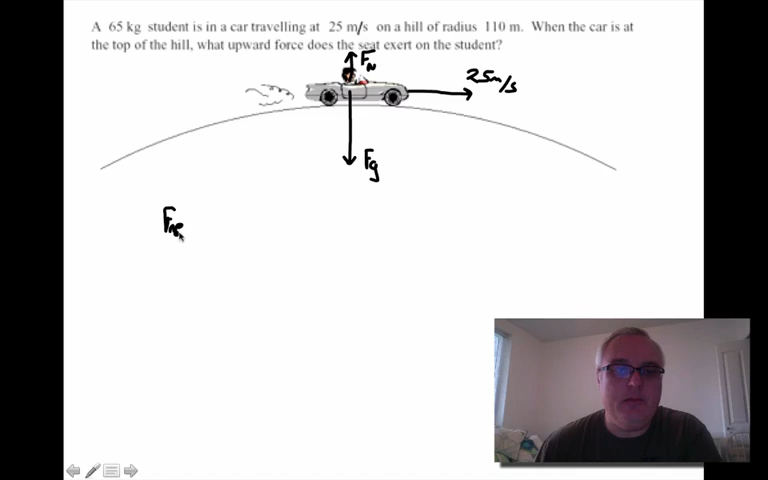 A 65 kg student is in a car travelling at 25 m/s on a hill of radius 110 m. When the car is at
the top of the hill, what upward force does the seat exert on the student?
FN
25m/s
Fg
Fne